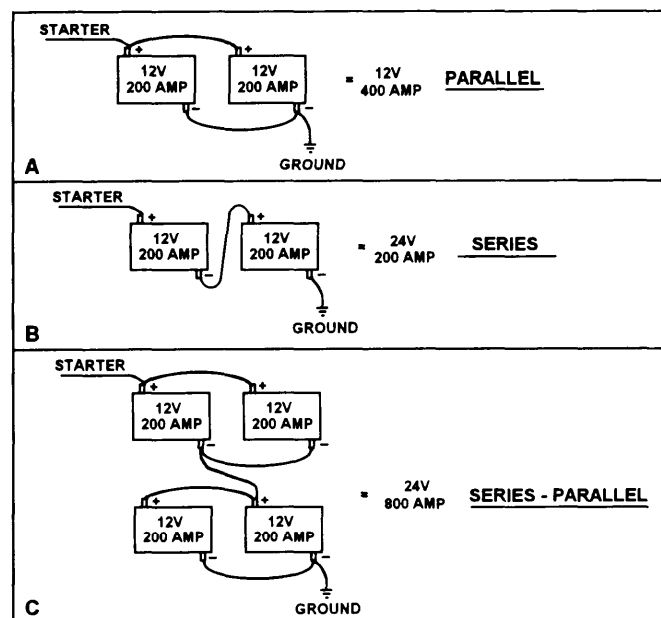 STARTER
+ +
12V 200 AMP
12V 200 AMP
= 12V 400 AMP
PARALLEL
– –
GROUND
A
STARTER
+ +
12V 200 AMP
12V 200 AMP
= 24V 200 AMP
SERIES
– –
GROUND
B
STARTER
+ +
12V 200 AMP
12V 200 AMP
– –
+ +
12V 200 AMP
12V 200 AMP
= 24V 800 AMP
SERIES - PARALLEL
– –
GROUND
C